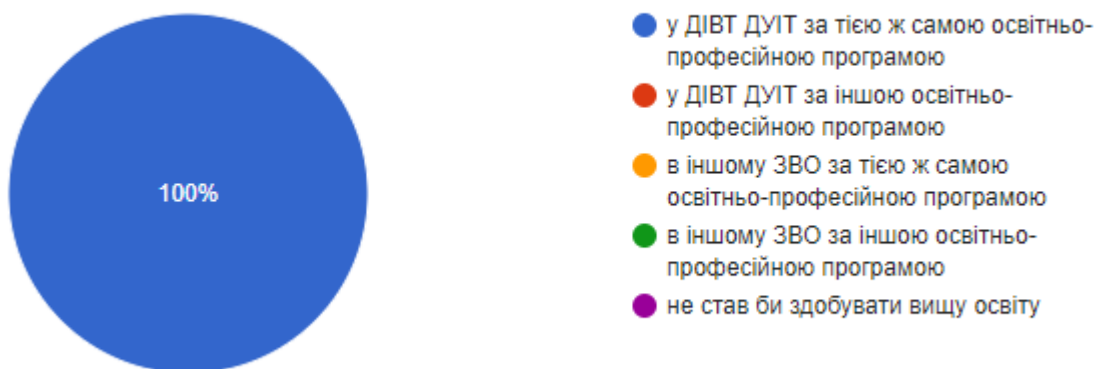 100%
у ДІВТ ДУІТ за тією ж самою освітньо-
професійною програмою
у ДІВТ ДУІТ за іншою освітньо-
професійною програмою
в іншому ЗВО за тією ж самою
освітньо-професійною програмою
в іншому ЗВО за іншою освітньо-
професійною програмою
не став би здобувати вищу освіту